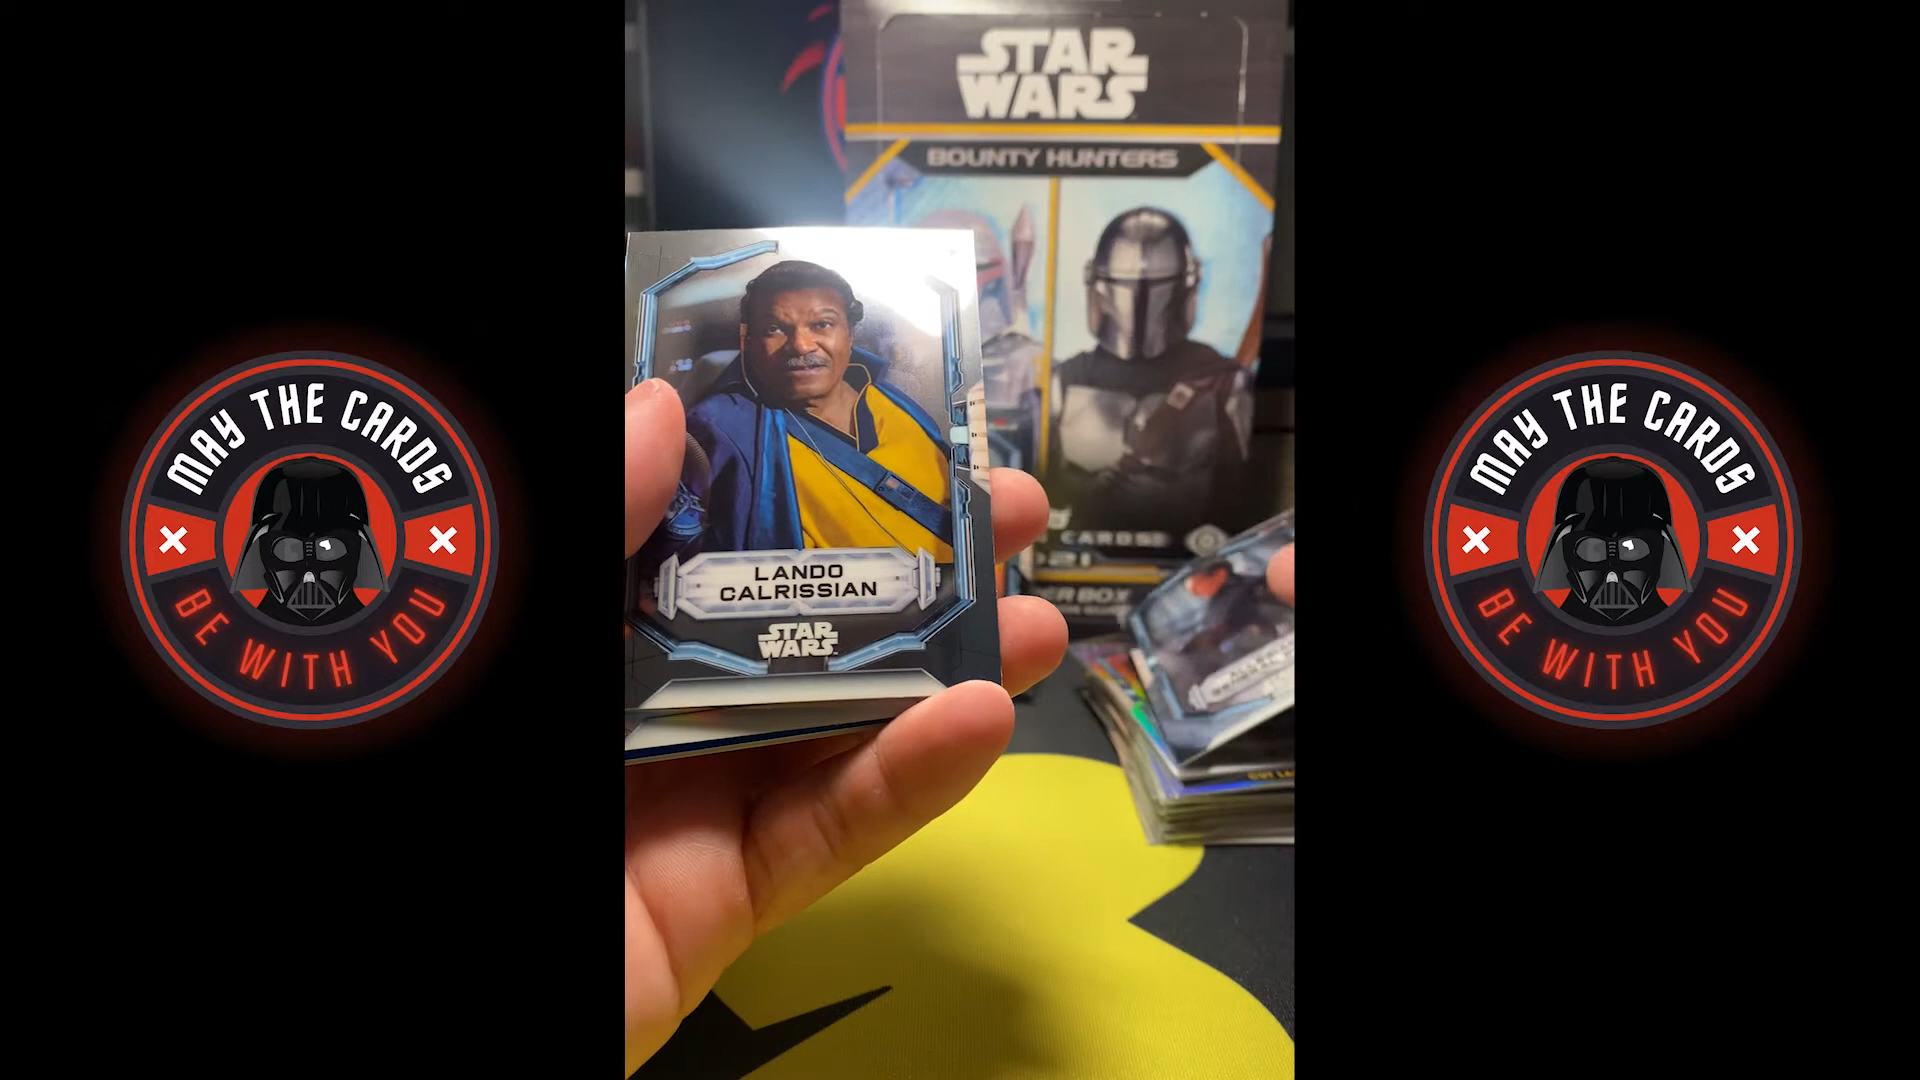 MAY THE CARDS
BE WITH YOU
STAR
WARS
BOUNTY HUNTERS
LANDO
CALRISSIAN
STAR
WARS
CARDS
MAY THE CARDS
BE WITH YOU